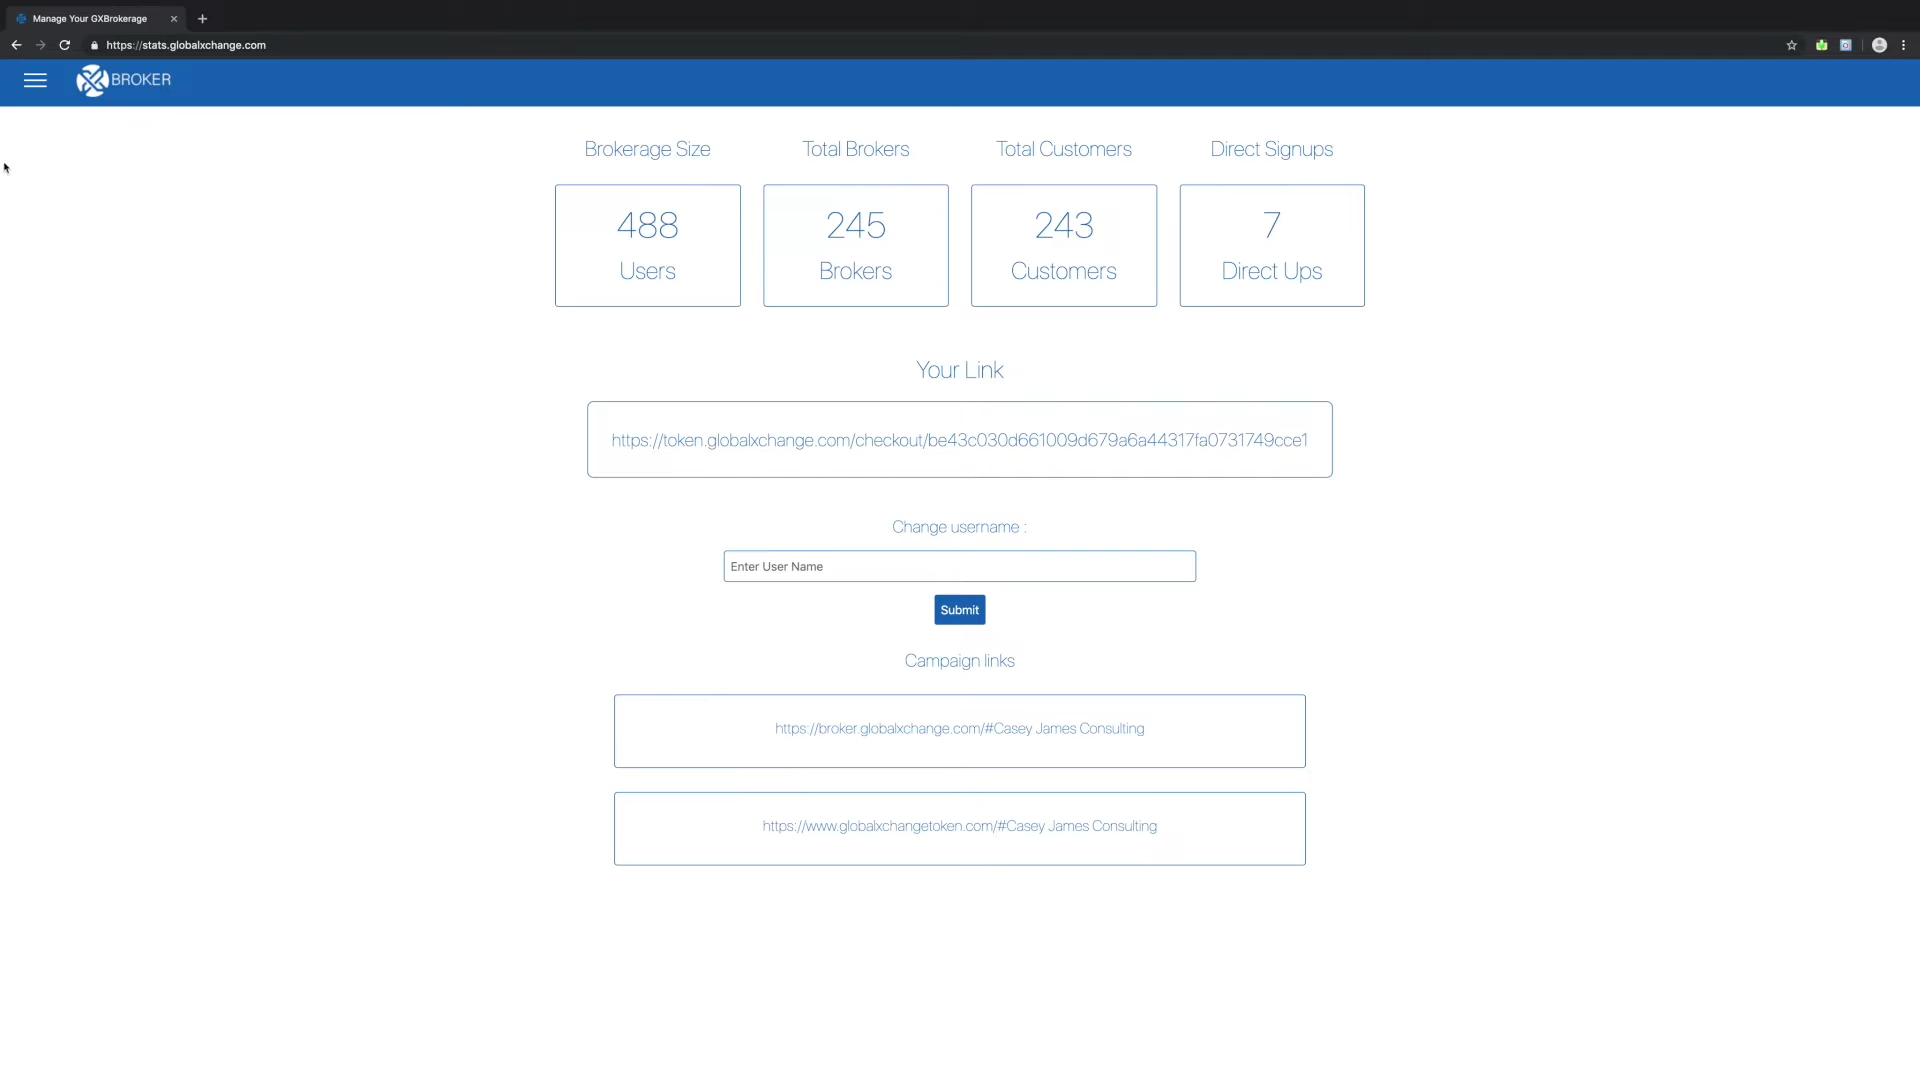 Manage Your GXBrokerage
https://stats.globalxchange.com
BROKER
Brokerage Size
Total Brokers
Total Customers
Direct Signups
488
Users
245
Brokers
243
Customers
7
Direct Ups
Your Link
https://token.globalxchange.com/checkout/be43c030d661009d679a6a44317fa0731749cce1
Change username :
Enter User Name
Submit
Campaign links
https://broker.globalxchange.com/#Casey James Consulting
https://www.globalxchangetoken.com/#Casey James Consulting